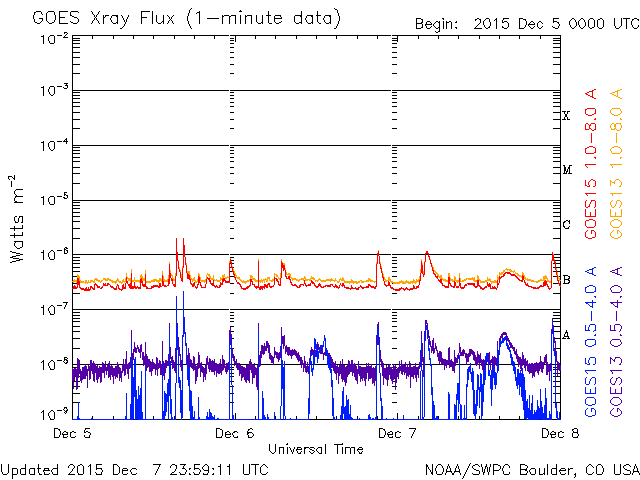 GOES Xray Flux (1-minute data)
Begin: 2015 Dec 5 0000 UTC
10-2
10-3
10-4
10-5
10-6
10-7
10-8
10-9
Watts m-2
X
M
C
B
A
GOES15 1.0-8.0 A
GOES13 1.0-8.0 A
GOES15 0.5-4.0 A
GOES13 0.5-4.0 A
Dec 5
Dec 6
Dec 7
Dec 8
Universal Time
Updated 2015 Dec 7 23:59:11 UTC
NOAA/SWPC Boulder, CO USA